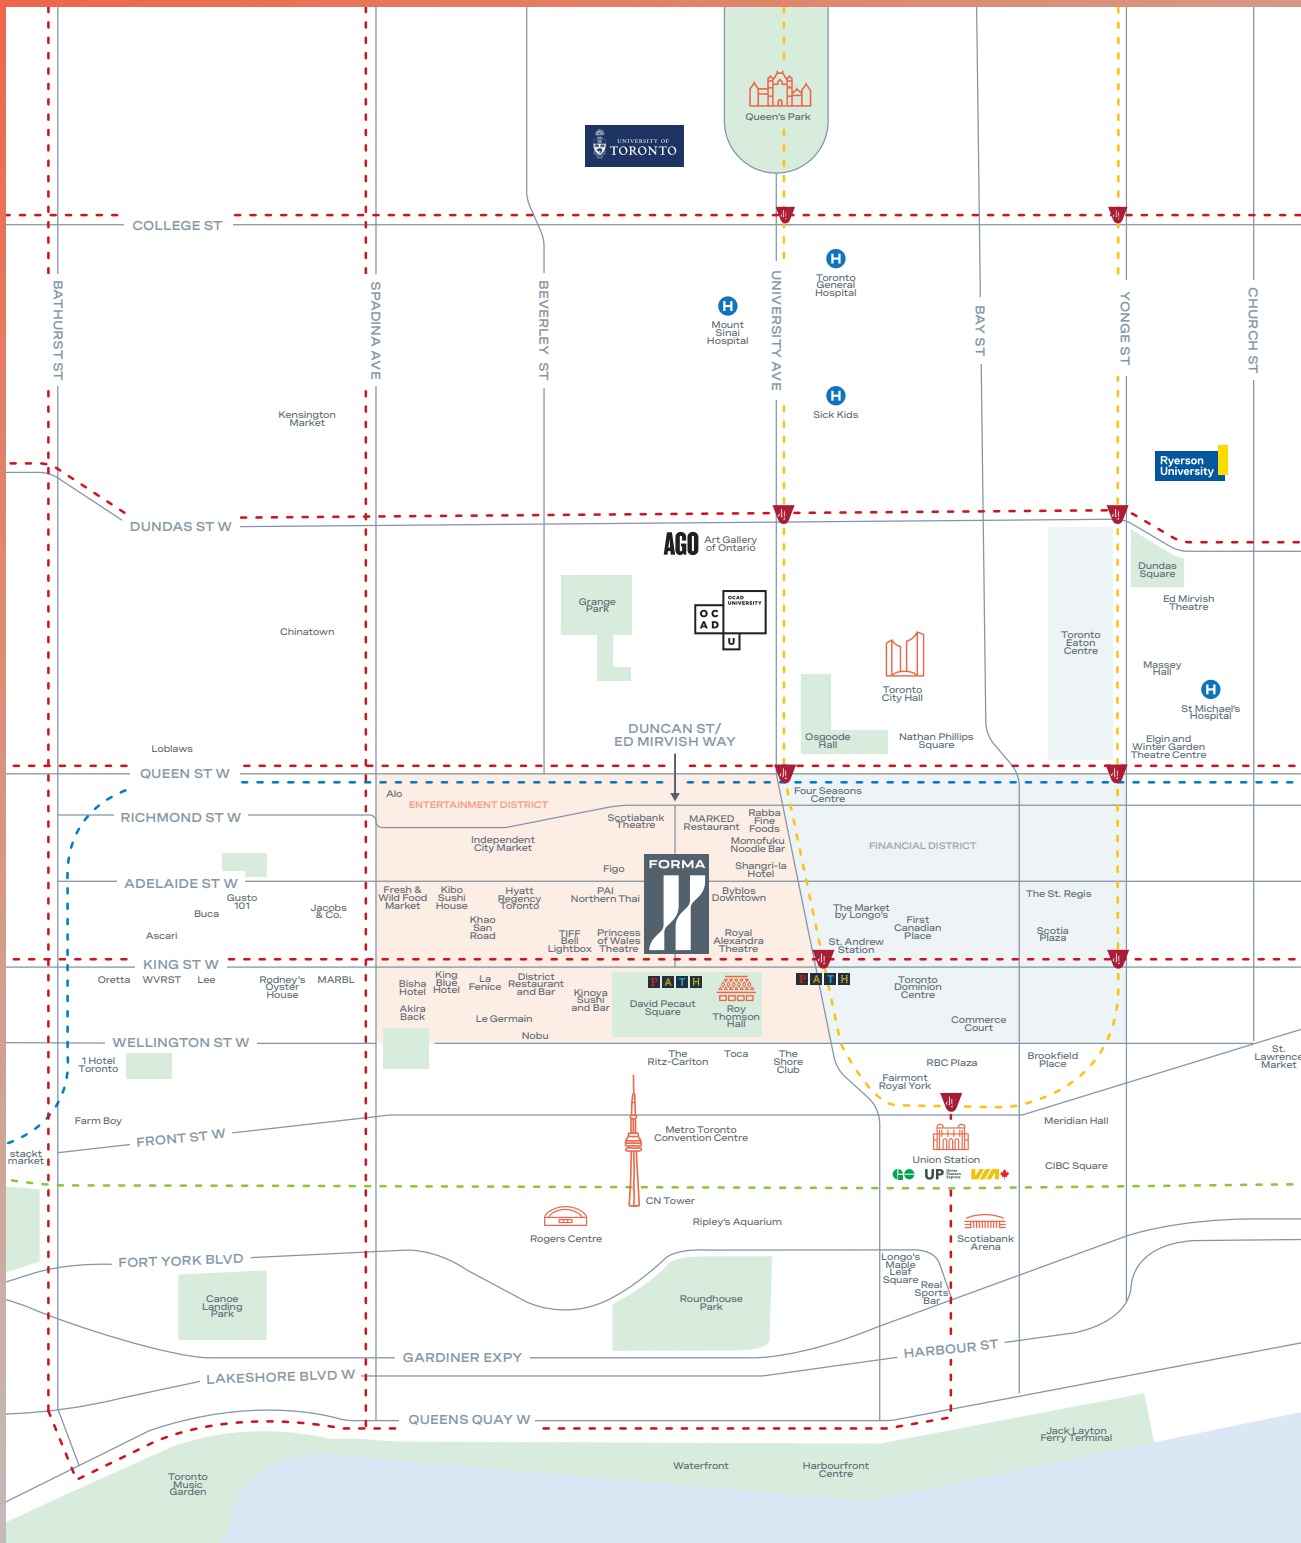 Queen's Park
UNIVERSITY OF
TORONTO
COLLEGE ST
BATHURST ST
SPADINA AVE
BEVERLEY ST
UNIVERSITY AVE
BAY ST
YONGE ST
CHURCH ST
H
Toronto
General
Hospital
H
Mount
Sinai
Hospital
H
Sick Kids
Kensington
Market
Ryerson
University
DUNDAS ST W
AGO
Art Gallery
of Ontario
Dundas
Square
Grange
Park
OCAD
UNIVERSITY
OC
AD
U
Ed Mirvish
Theatre
Chinatown
Toronto
Eaton
Centre
Massey
Hall
Toronto
City Hall
H
St Michael's
Hospital
DUNCAN ST/
ED MIRVISH WAY
Osgoode
Hall
Nathan Phillips
Square
Elgin and
Winter Garden
Theatre Centre
Loblaws
QUEEN ST W
Alo
ENTERTAINMENT DISTRICT
Four Seasons
Centre
RICHMOND ST W
Scotiabank
Theatre
MARKED
Restaurant
Rabba
Fine
Foods
Independent
City Market
Momofuku
Noodle Bar
FINANCIAL DISTRICT
Figo
FORMA
Shangri-la
Hotel
ADELAIDE ST W
Gusto
101
Buca
Jacobs
& Co.
Ascari
Fresh &
Wild Food
Market
Kibo
Sushi
House
Hyatt
Regency
Toronto
PAI
Northern Thai
Byblos
Downtown
The St. Regis
Khao
San
Road
The Market
by Longo's
First
Canadian
Place
TIFF
Bell
Lightbox
Princess
of Wales
Theatre
Royal
Alexandra
Theatre
St. Andrew
Station
Scotia
Plaza
KING ST W
Oretta
WVRST
Lee
Rodney's
Oyster
House
MARBL
Bisha
Hotel
King
Blue
Hotel
La
Fenice
District
Restaurant
and Bar
Kinoya
Sushi
and Bar
PATH
PATH
David Pecaut
Square
Roy
Thomson
Hall
Toronto
Dominion
Centre
Akira
Back
Le Germain
Nobu
Commerce
Court
WELLINGTON ST W
1 Hotel
Toronto
The
Ritz-Carlton
Toca
The
Shore
Club
RBC Plaza
Brookfield
Place
St.
Lawrence
Market
Fairmont
Royal York
Farm Boy
FRONT ST W
Metro Toronto
Convention Centre
Meridian Hall
stackt
market
Union Station
CIBC Square
GO
UP
Union
Pearson
Express
VIA
CN Tower
Rogers Centre
Ripley's Aquarium
Scotiabank
Arena
FORT YORK BLVD
Longo's
Maple
Leaf
Square
Real
Sports
Bar
Canoe
Landing
Park
Roundhouse
Park
GARDINER EXPY
HARBOUR ST
LAKESHORE BLVD W
QUEENS QUAY W
Jack Layton
Ferry Terminal
Toronto
Music
Garden
Waterfront
Harbourfront
Centre